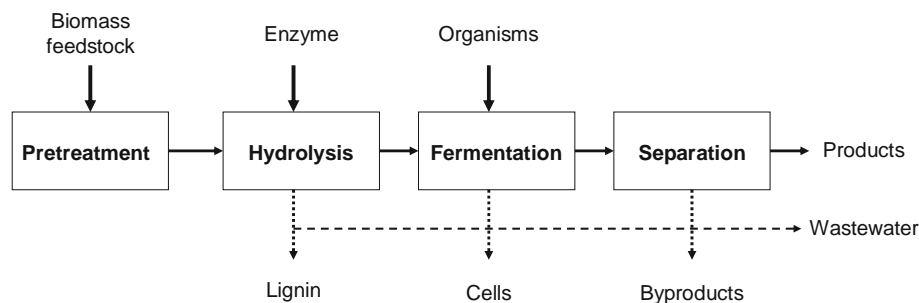 Biomass
feedstock
Enzyme
Organisms
Pretreatment
Hydrolysis
Fermentation
Separation
Products
Wastewater
Lignin
Cells
Byproducts